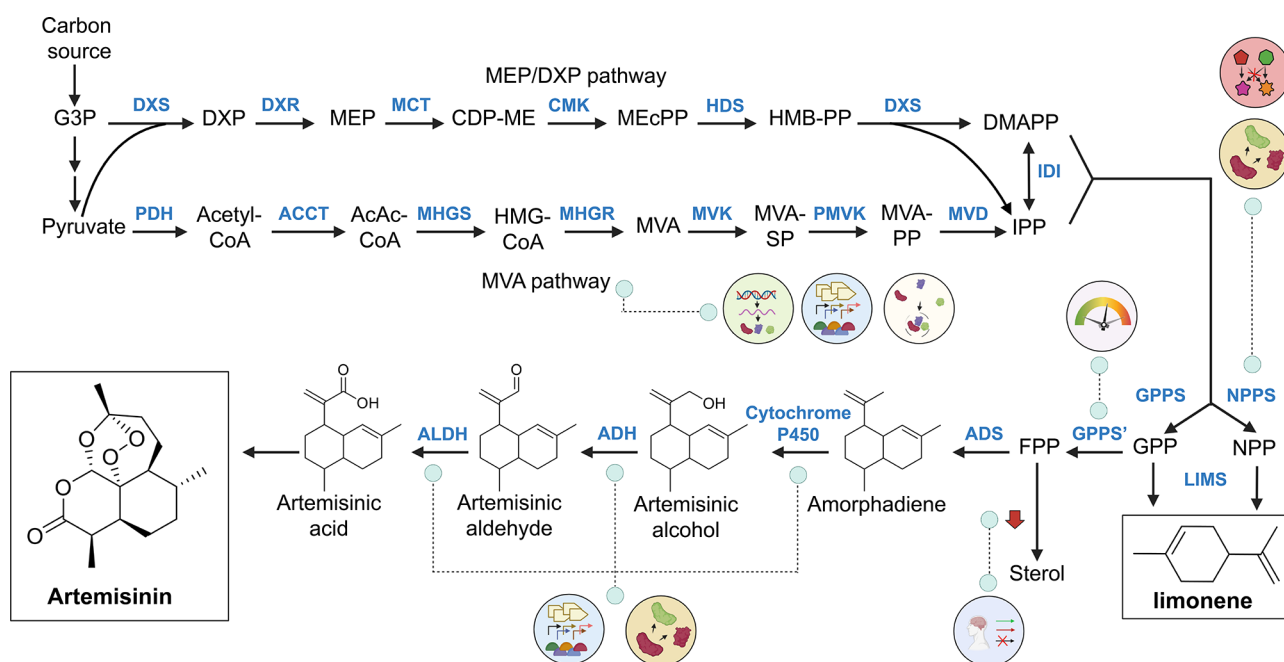 Carbon
source
MEP/DXP pathway
G3P
DXS
DXP
DXR
MEP
MCT
CDP-ME
CMK
MEcPP
HDS
HMB-PP
DXS
DMAPP
IDI
Pyruvate
PDH
Acetyl-
CoA
ACCT
AcAc-
CoA
MHGS
HMG-
CoA
MHGR
MVA
MVK
MVA-
SP
PMVK
MVA-
PP
MVD
IPP
MVA pathway
GPPS
NPPS
GPP
NPP
LIMS
GPPS’
FPP
ADS
Sterol
Amorphadiene
Cytochrome
P450
OH
Artemisinic
alcohol
ADH
O
Artemisinic
aldehyde
ALDH
O
OH
Artemisinic
acid
O
O
O
O
O
Artemisinin
limonene